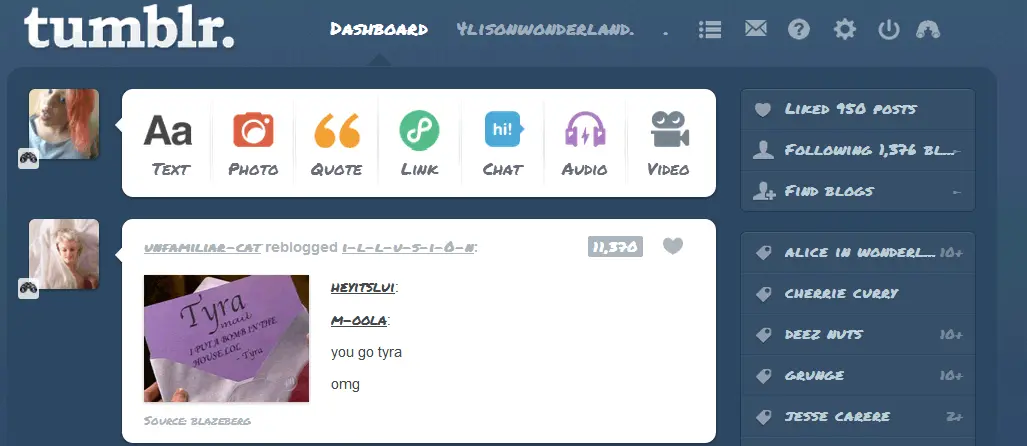 tumblr.
Dashboard 4lisonwonderland. .
Aa
hi!
Text Photo Quote Link Chat Audio Video
Liked 950 posts
Following 1,376 bl...
Find blogs
unfamiliar-cat reblogged i-l-l-u-s-i-0-n:
11,370
Tyra
mail
I PUT A BOMB IN THE
HOUSE LOL
- Tyra
heyitslui:
m-oola:
you go tyra
omg
Source: blazeberg
alice in wonderl... 10+
cherrie curry
deez nuts 10+
grunge 10+
jesse carere 2+